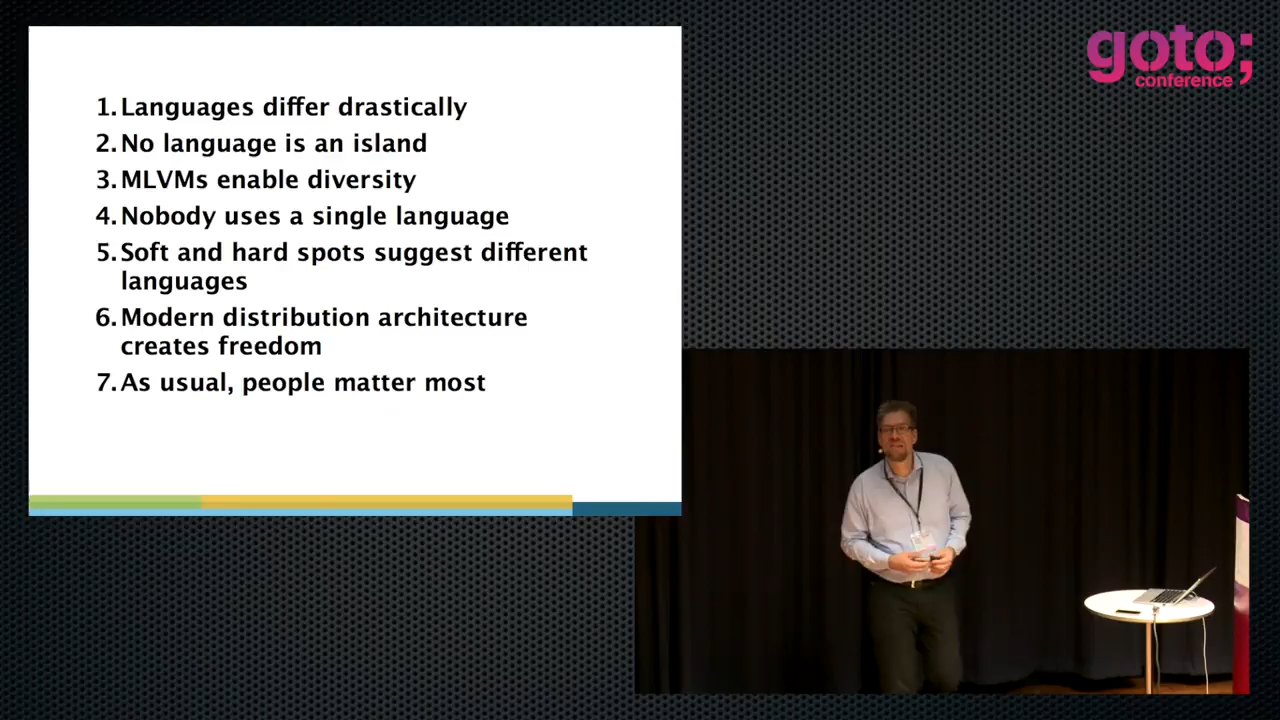 goto;
conference
1. Languages differ drastically
2. No language is an island
3. MLVMs enable diversity
4. Nobody uses a single language
5. Soft and hard spots suggest different
languages
6. Modern distribution architecture
creates freedom
7. As usual, people matter most